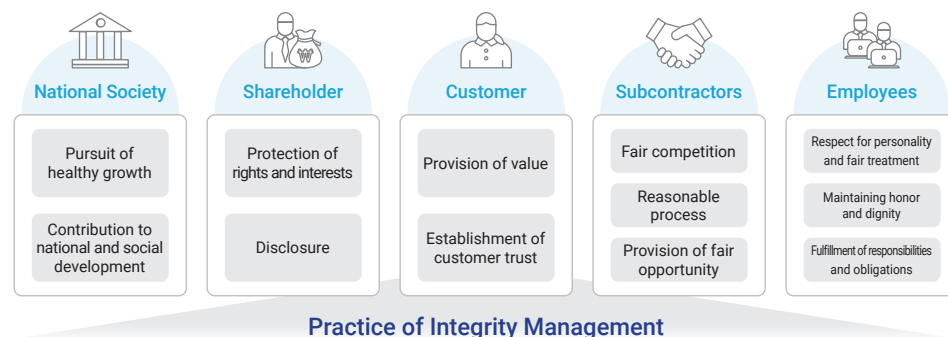 National Society
Pursuit of
healthy growth
Contribution to
national and social
development
₩
Shareholder
Protection of
rights and interests
Disclosure
Customer
Provision of value
Establishment of
customer trust
Subcontractors
Fair competition
Reasonable
process
Provision of fair
opportunity
Employees
Respect for personality
and fair treatment
Maintaining honor
and dignity
Fulfillment of responsibilities
and obligations
Practice of Integrity Management